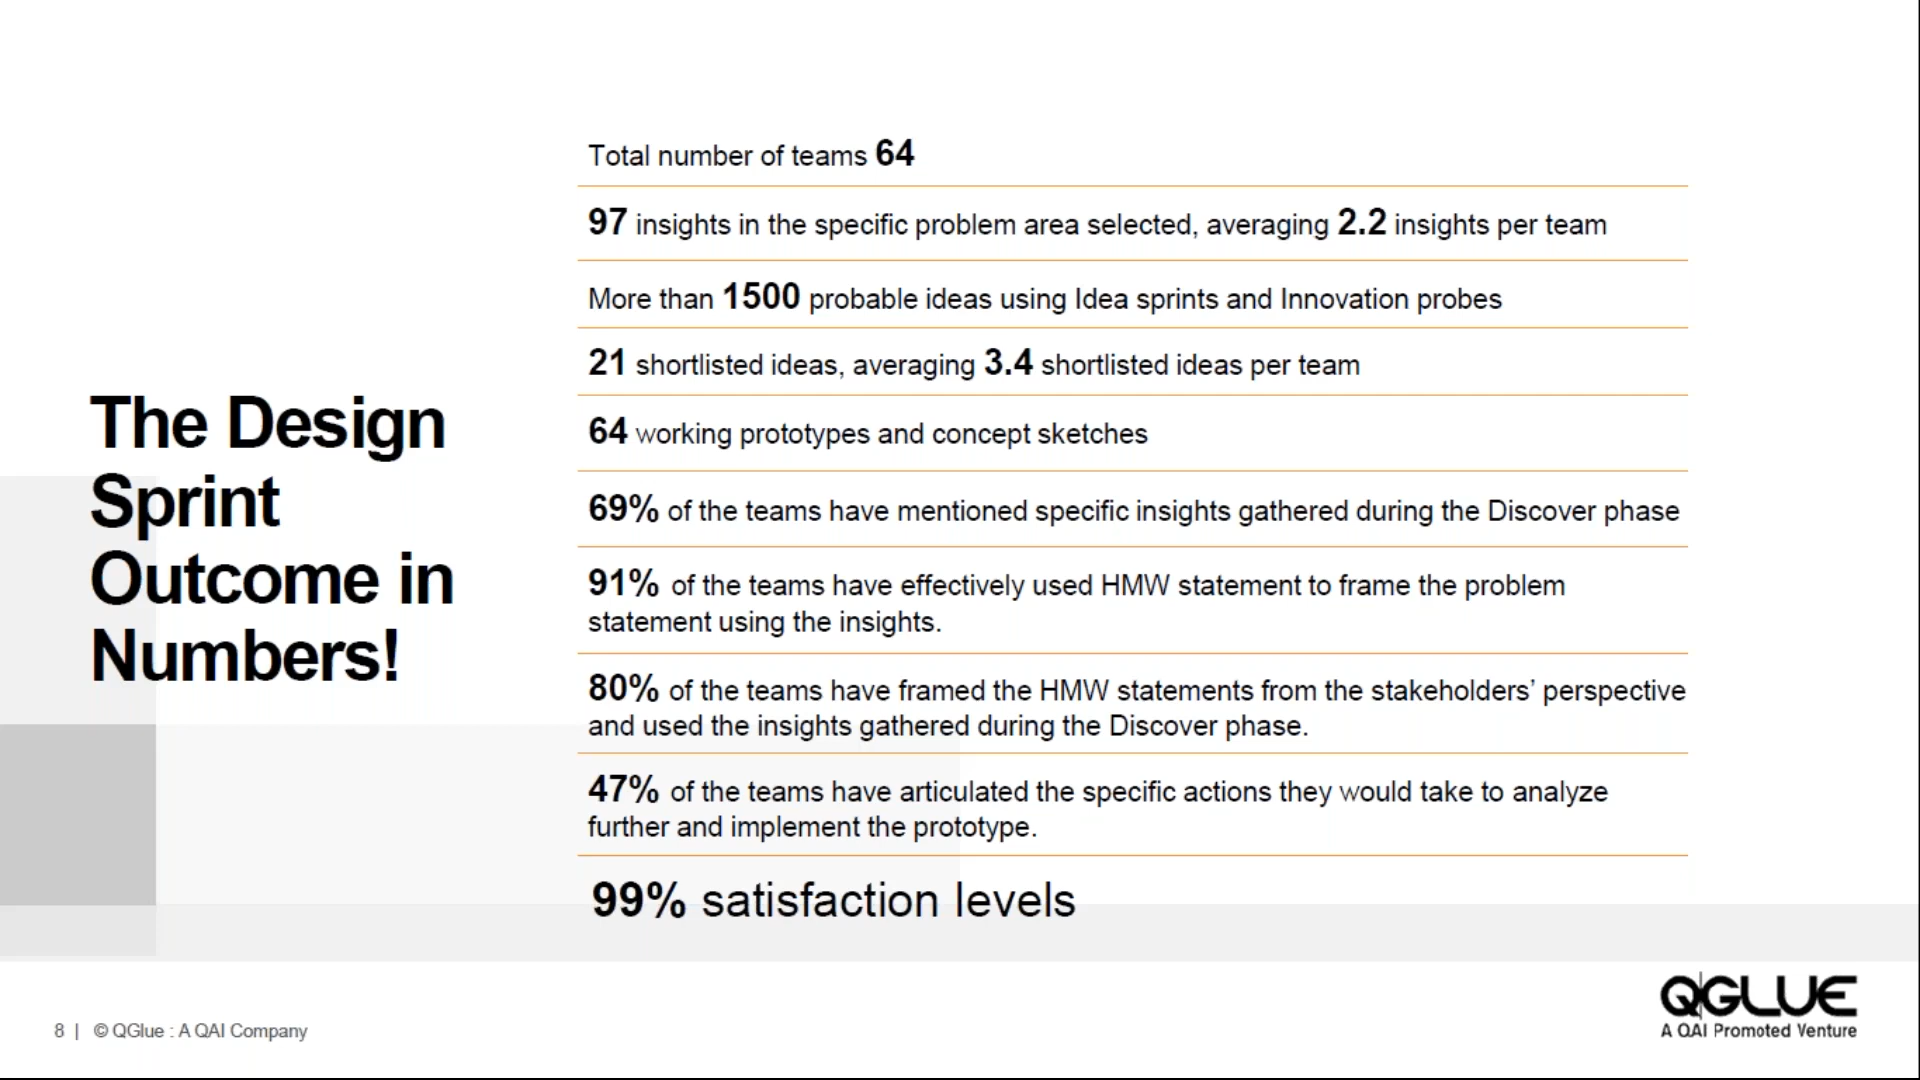 The Design
Sprint
Outcome in
Numbers!
Total number of teams 64
97 insights in the specific problem area selected, averaging 2.2 insights per team
More than 1500 probable ideas using Idea sprints and Innovation probes
21 shortlisted ideas, averaging 3.4 shortlisted ideas per team
64 working prototypes and concept sketches
69% of the teams have mentioned specific insights gathered during the Discover phase
91% of the teams have effectively used HMW statement to frame the problem
statement using the insights.
80% of the teams have framed the HMW statements from the stakeholders’ perspective
and used the insights gathered during the Discover phase.
47% of the teams have articulated the specific actions they would take to analyze
further and implement the prototype.
99% satisfaction levels
8 | © QGlue : A QAI Company
QGLUE
A QAI Promoted Venture